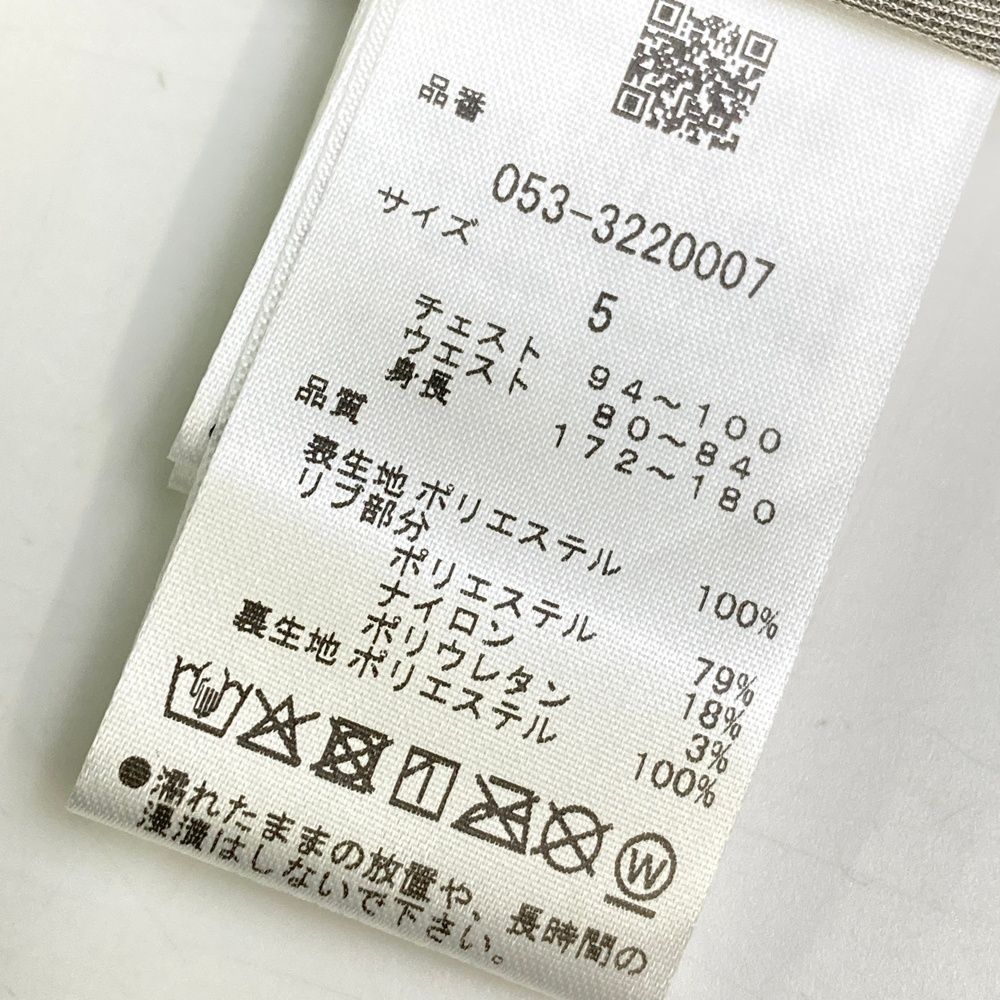 品番
053-3220007
サイズ
5
チェスト 94～100
ウエスト 80～84
身長 172～180
品質
表生地 ポリエステル 100%
リブ部分
ポリエステル 79%
ナイロン 18%
ポリウレタン 3%
裏生地 ポリエステル 100%
W
●濡れたままの放置や、長時間の
浸漬はしないで下さい。